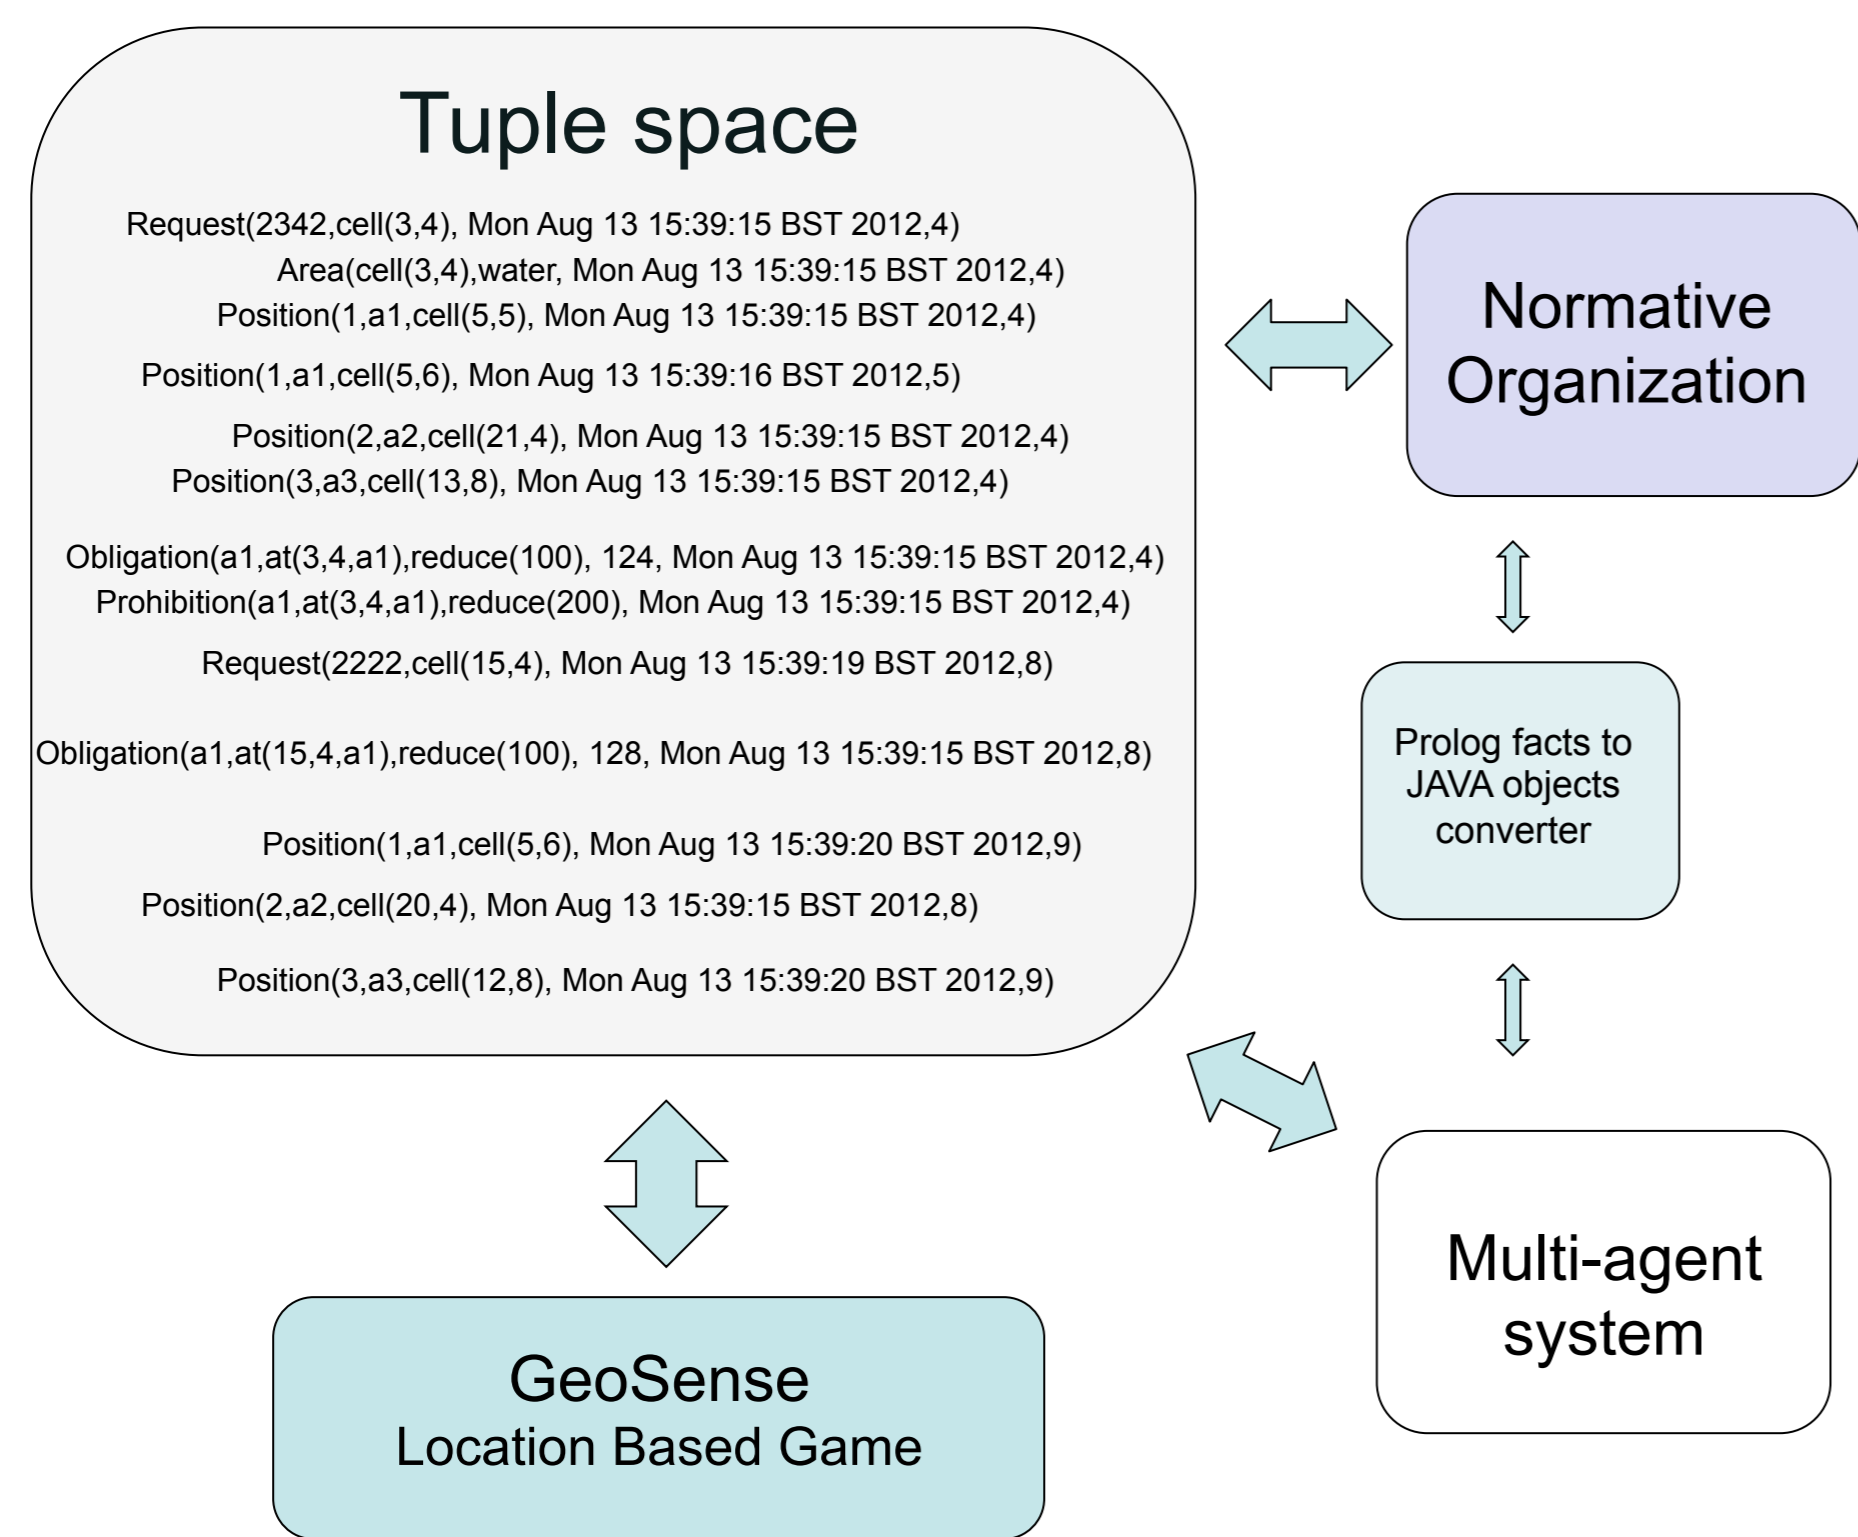 Tuple space
Request(2342,cell(3,4), Mon Aug 13 15:39:15 BST 2012,4)
Area(cell(3,4),water, Mon Aug 13 15:39:15 BST 2012,4)
Position(1,a1,cell(5,5), Mon Aug 13 15:39:15 BST 2012,4)
Position(1,a1,cell(5,6), Mon Aug 13 15:39:16 BST 2012,5)
Position(2,a2,cell(21,4), Mon Aug 13 15:39:15 BST 2012,4)
Position(3,a3,cell(13,8), Mon Aug 13 15:39:15 BST 2012,4)
Obligation(a1,at(3,4,a1),reduce(100), 124, Mon Aug 13 15:39:15 BST 2012,4)
Prohibition(a1,at(3,4,a1),reduce(200), Mon Aug 13 15:39:15 BST 2012,4)
Request(2222,cell(15,4), Mon Aug 13 15:39:19 BST 2012,8)
Obligation(a1,at(15,4,a1),reduce(100), 128, Mon Aug 13 15:39:15 BST 2012,8)
Position(1,a1,cell(5,6), Mon Aug 13 15:39:20 BST 2012,9)
Position(2,a2,cell(20,4), Mon Aug 13 15:39:15 BST 2012,8)
Position(3,a3,cell(12,8), Mon Aug 13 15:39:20 BST 2012,9)
Normative
Organization
Prolog facts to
JAVA objects
converter
Multi-agent
system
GeoSense
Location Based Game